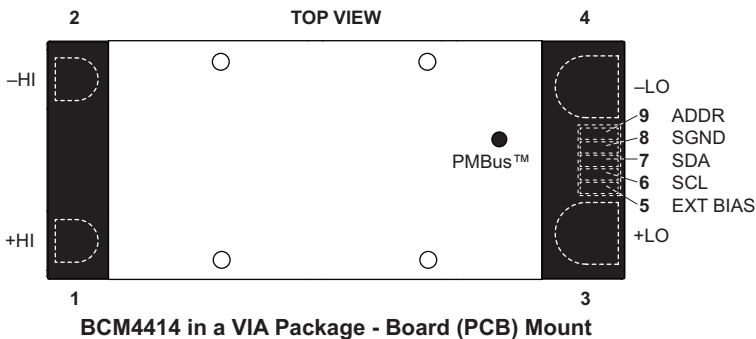 2 TOP VIEW 4
–HI –LO
9 ADDR
8 SGND
PMBus™ 7 SDA
6 SCL
5 EXT BIAS
+HI +LO
1 3
BCM4414 in a VIA Package - Board (PCB) Mount